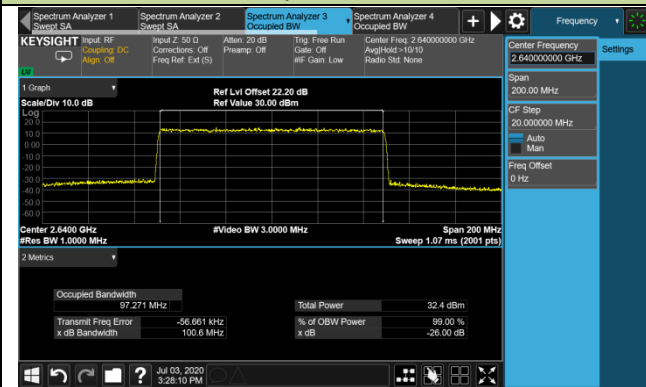 Spectrum Analyzer 1 Spectrum Analyzer 2 Spectrum Analyzer 3 Spectrum Analyzer 4 + Frequency
Swept SA Swept SA Occupied BW Occupied BW
KEYSIGHT Input: RF Input Z: 50 Ω Atten: 20 dB Trig: Free Run Center Freq: 2.640000000 GHz
Coupling: DC Corrections: Off Preamp: Off Gate: Off Avg|Hold:>10/10
Align: Off Freq Ref: Ext (S) #IF Gain: Low Radio Std: None
Center Frequency
2.640000000 GHz
Settings
Span
200.00 MHz
CF Step
20.000000 MHz
Auto
Man
Freq Offset
0 Hz
1 Graph
Ref Lvl Offset 22.20 dB
Scale/Div 10.0 dB Ref Value 30.00 dBm
Log
20.0
10.0
0.00
-10.0
-20.0
-30.0
-40.0
-50.0
-60.0
Center 2.6400 GHz #Video BW 3.0000 MHz Span 200 MHz
#Res BW 1.0000 MHz Sweep 1.07 ms (2001 pts)
2 Metrics
Occupied Bandwidth
97.271 MHz Total Power 32.4 dBm
Transmit Freq Error -56.661 kHz % of OBW Power 99.00 %
x dB Bandwidth 100.6 MHz x dB -26.00 dB
? Jul 03, 2020
3:28:10 PM